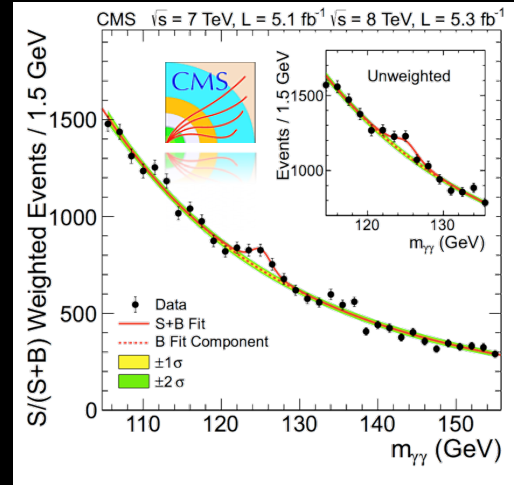 CMS √s = 7 TeV, L = 5.1 fb⁻¹ √s = 8 TeV, L = 5.3 fb⁻¹
S/(S+B) Weighted Events / 1.5 GeV
1500
1000
500
0
CMS
Events / 1.5 GeV
Unweighted
1500
1000
120 130
mγγ (GeV)
Data
S+B Fit
B Fit Component
±1σ
±2 σ
110 120 130 140 150
mγγ (GeV)